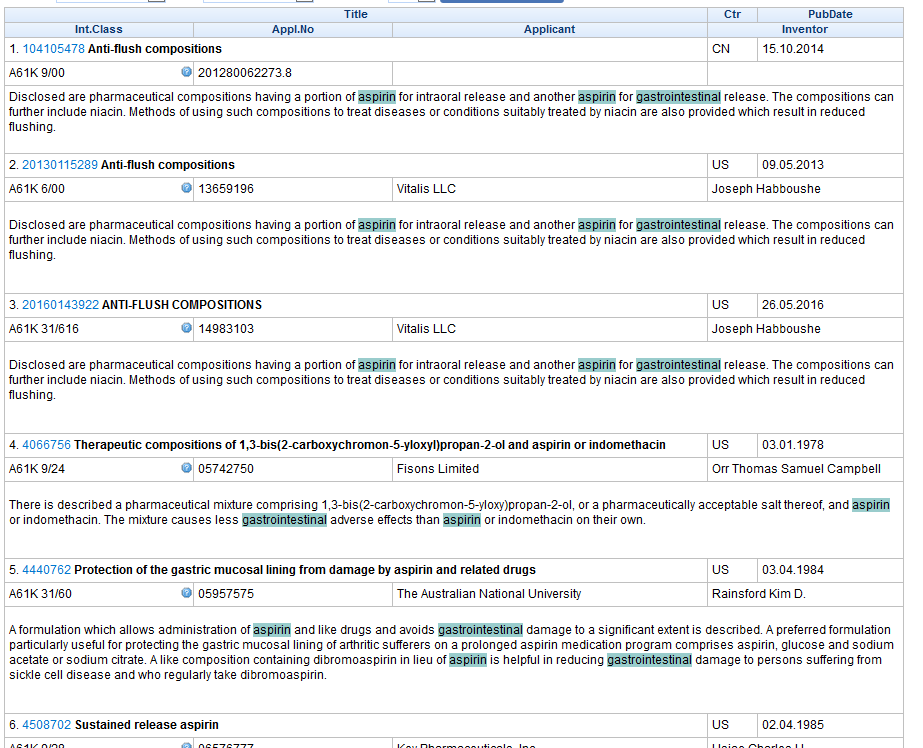 Title Ctr PubDate
Int.Class Appl.No Applicant Inventor
1. 104105478 Anti-flush compositions CN 15.10.2014
A61K 9/00 201280062273.8
Disclosed are pharmaceutical compositions having a portion of aspirin for intraoral release and another aspirin for gastrointestinal release. The compositions can
further include niacin. Methods of using such compositions to treat diseases or conditions suitably treated by niacin are also provided which result in reduced
flushing.
2. 20130115289 Anti-flush compositions US 09.05.2013
A61K 6/00 13659196 Vitalis LLC Joseph Habboushe
Disclosed are pharmaceutical compositions having a portion of aspirin for intraoral release and another aspirin for gastrointestinal release. The compositions can
further include niacin. Methods of using such compositions to treat diseases or conditions suitably treated by niacin are also provided which result in reduced
flushing.
3. 20160143922 ANTI-FLUSH COMPOSITIONS US 26.05.2016
A61K 31/616 14983103 Vitalis LLC Joseph Habboushe
Disclosed are pharmaceutical compositions having a portion of aspirin for intraoral release and another aspirin for gastrointestinal release. The compositions can
further include niacin. Methods of using such compositions to treat diseases or conditions suitably treated by niacin are also provided which result in reduced
flushing.
4. 4066756 Therapeutic compositions of 1,3-bis(2-carboxychromon-5-yloxyl)propan-2-ol and aspirin or indomethacin US 03.01.1978
A61K 9/24 05742750 Fisons Limited Orr Thomas Samuel Campbell
There is described a pharmaceutical mixture comprising 1,3-bis(2-carboxychromon-5-yloxy)propan-2-ol, or a pharmaceutically acceptable salt thereof, and aspirin
or indomethacin. The mixture causes less gastrointestinal adverse effects than aspirin or indomethacin on their own.
5. 4440762 Protection of the gastric mucosal lining from damage by aspirin and related drugs US 03.04.1984
A61K 31/60 05957575 The Australian National University Rainsford Kim D.
A formulation which allows administration of aspirin and like drugs and avoids gastrointestinal damage to a significant extent is described. A preferred formulation
particularly useful for protecting the gastric mucosal lining of arthritic sufferers on a prolonged aspirin medication program comprises aspirin, glucose and sodium
acetate or sodium citrate. A like composition containing dibromoaspirin in lieu of aspirin is helpful in reducing gastrointestinal damage to persons suffering from
sickle cell disease and who regularly take dibromoaspirin.
6. 4508702 Sustained release aspirin US 02.04.1985